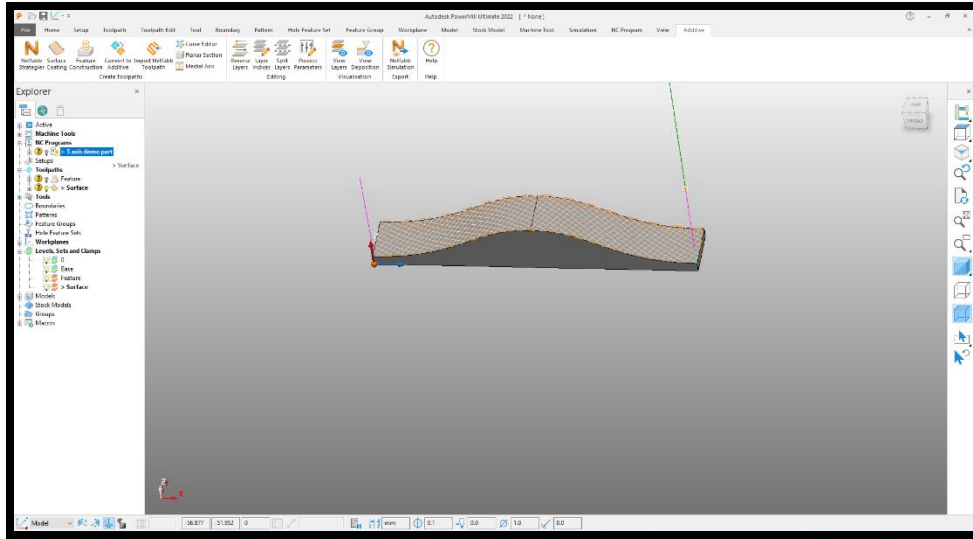 Autodesk PowerMill Ultimate 2022 [ * None ]
File Home Setup Toolpath Toolpath Edit Tool Boundary Pattern Hole Feature Set Feature Group Workplane Model Stock Model Machine Tool Simulation NC Program View Additive
Netfabb Strategies
Surface Coating
Feature Construction
Convert to Additive
Import Netfabb Toolpath
Curve Editor
Planar Section
Medial Axis
Reverse Layers
Layer Indices
Split Layers
Process Parameters
View Layers
View Deposition
Netfabb Simulation
Help
Create Toolpaths
Editing
Visualisation
Export
Help
Explorer
Active
Machine Tools
NC Programs
> 5 axis demo part
Setups
> Surface
Toolpaths
Feature
> Surface
Tools
Boundaries
Patterns
Feature Groups
Hole Feature Sets
Workplanes
Levels, Sets and Clamps
0
Base
Feature
> Surface
Models
Stock Models
Groups
Macros
TOP
FRONT
X
Model
56.877 51.952 0
mm 0.1 0.0 1.0 0.0